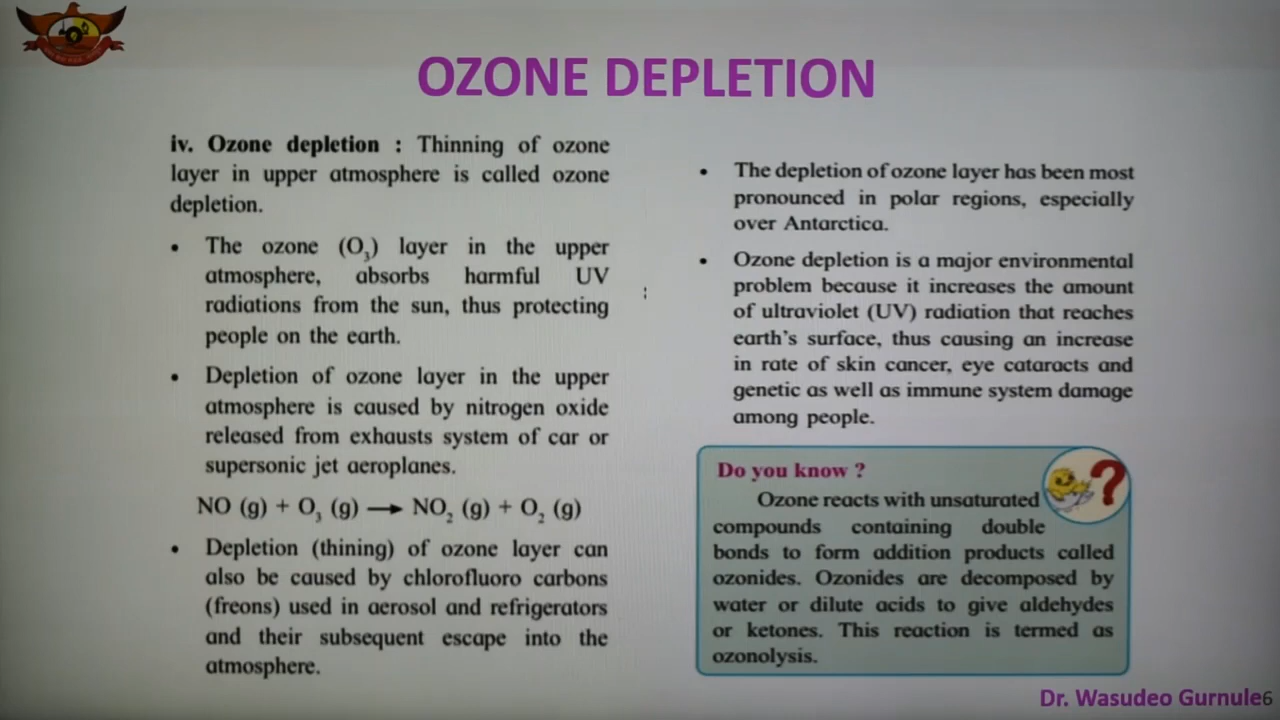 OZONE DEPLETION
iv. Ozone depletion : Thinning of ozone
layer in upper atmosphere is called ozone
depletion.
• The ozone (O₃) layer in the upper
atmosphere, absorbs harmful UV
radiations from the sun, thus protecting
people on the earth.
• Depletion of ozone layer in the upper
atmosphere is caused by nitrogen oxide
released from exhausts system of car or
supersonic jet aeroplanes.
NO (g) + O₃ (g) → NO₂ (g) + O₂ (g)
• Depletion (thining) of ozone layer can
also be caused by chlorofluoro carbons
(freons) used in aerosol and refrigerators
and their subsequent escape into the
atmosphere.
• The depletion of ozone layer has been most
pronounced in polar regions, especially
over Antarctica.
• Ozone depletion is a major environmental
problem because it increases the amount
of ultraviolet (UV) radiation that reaches
earth's surface, thus causing an increase
in rate of skin cancer, eye cataracts and
genetic as well as immune system damage
among people.
Do you know ?
?
Ozone reacts with unsaturated
compounds containing double
bonds to form addition products called
ozonides. Ozonides are decomposed by
water or dilute acids to give aldehydes
or ketones. This reaction is termed as
ozonolysis.
Dr. Wasudeo Gurnule6